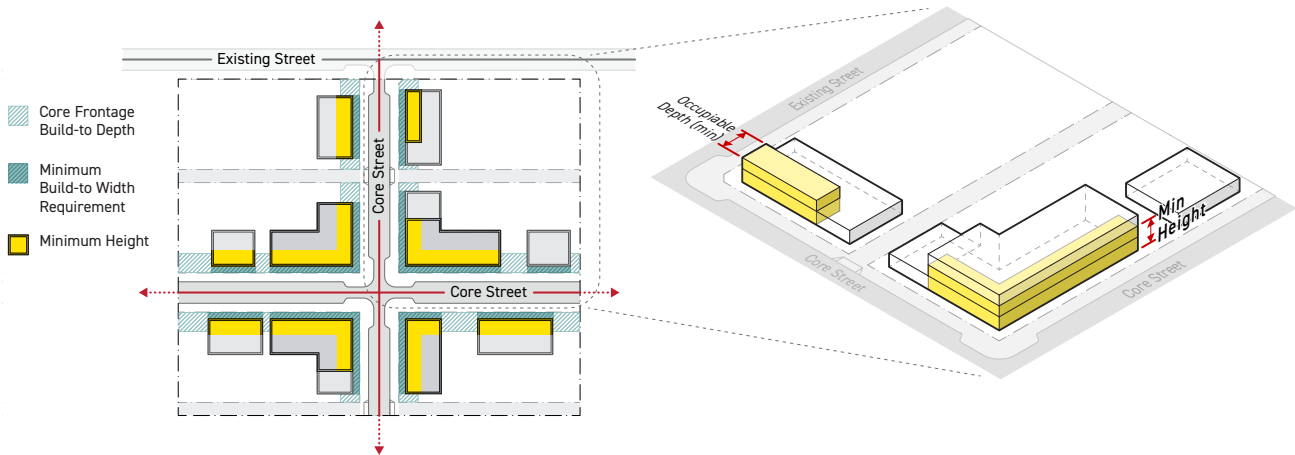 Existing Street
Core Frontage
Build-to Depth
Minimum
Build-to Width
Requirement
Minimum Height
Core Street
Core Street
Existing Street
Occupiable
Depth (min)
Min
Height
Core Street
Core Street